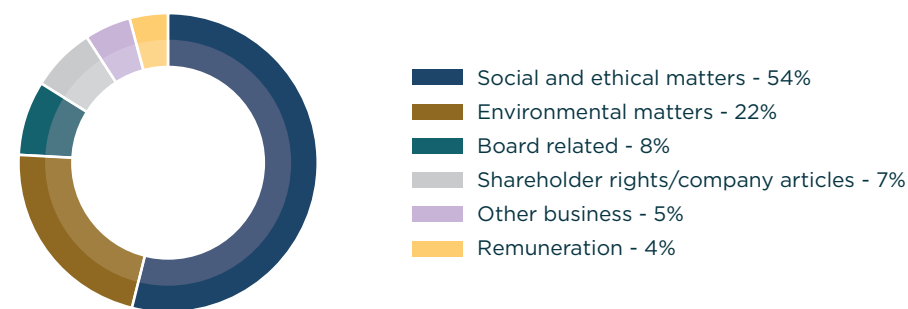 Social and ethical matters - 54%
Environmental matters - 22%
Board related - 8%
Shareholder rights/company articles - 7%
Other business - 5%
Remuneration - 4%